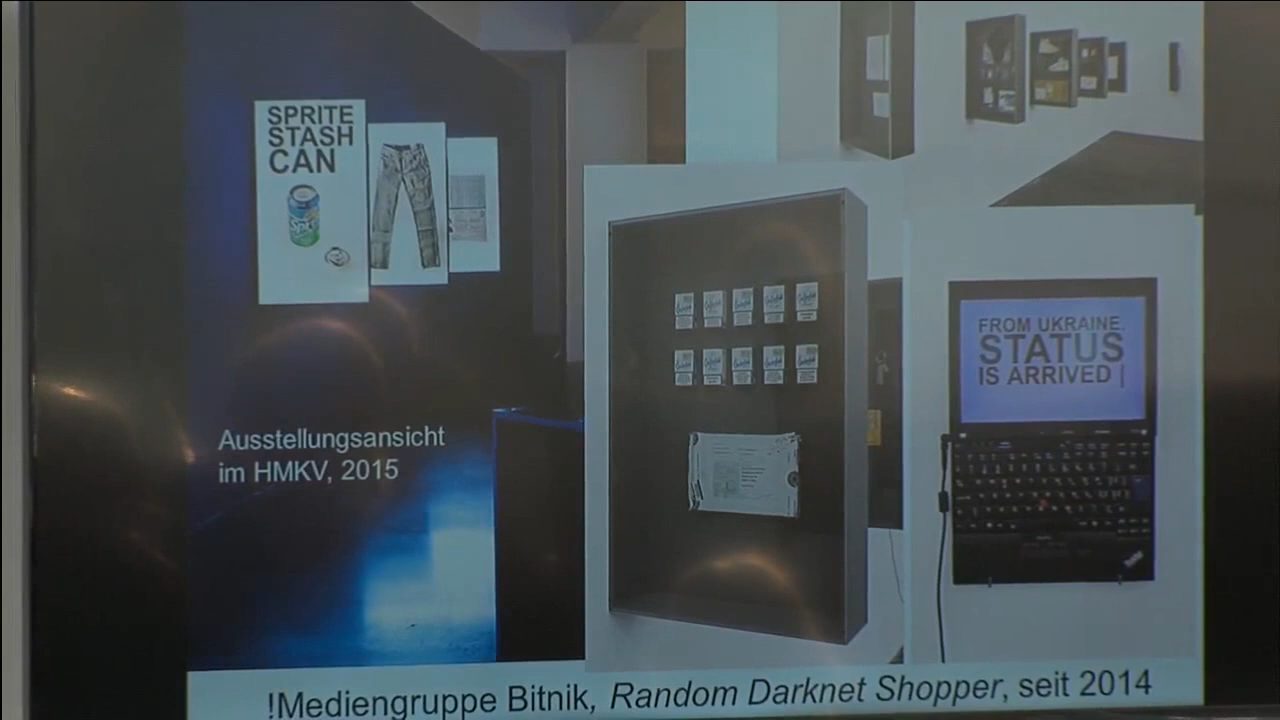 SPRITE
STASH
CAN
Ausstellungsansicht
im HMKV, 2015
FROM UKRAINE.
STATUS
IS ARRIVED |
!Mediengruppe Bitnik, Random Darknet Shopper, seit 2014